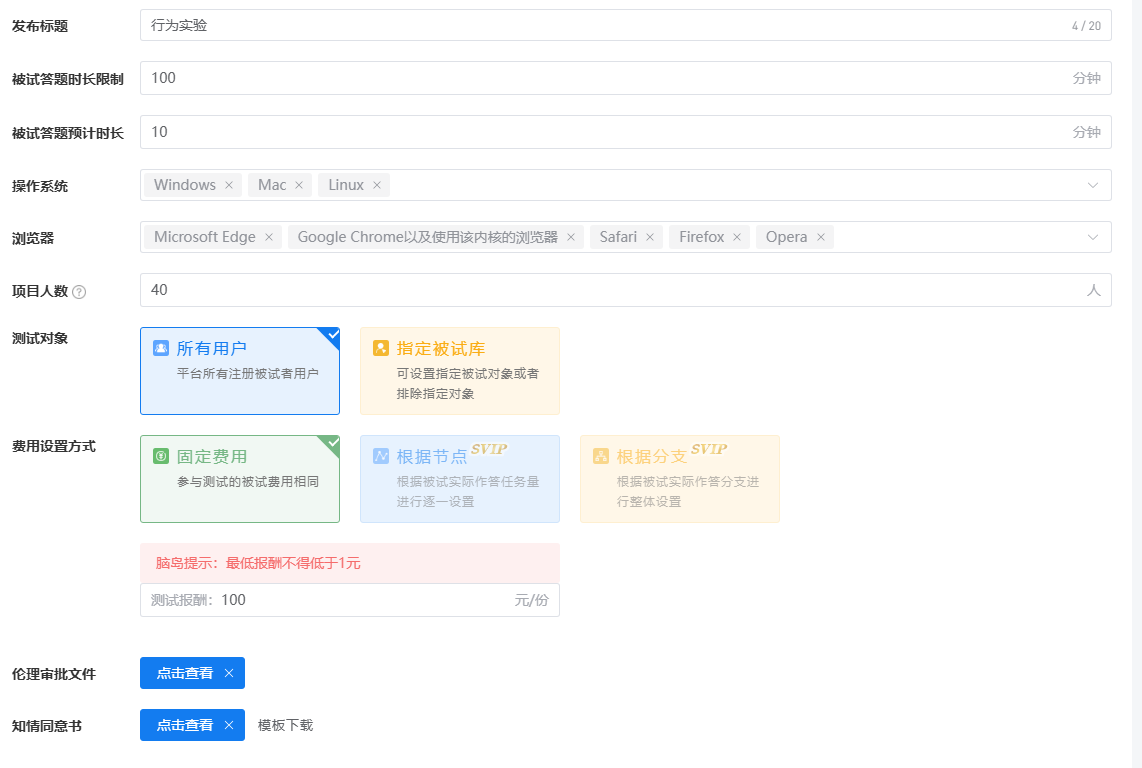 发布标题 行为实验 4 / 20
被试答题时长限制 100 分钟
被试答题预计时长 10 分钟
操作系统 Windows × Mac × Linux ×
浏览器 Microsoft Edge × Google Chrome以及使用该内核的浏览器 × Safari × Firefox × Opera ×
项目人数 ? 40 人
测试对象 所有用户 指定被试库
平台所有注册被试者用户 可设置指定被试对象或者
排除指定对象
费用设置方式 固定费用 根据节点 SVIP 根据分支 SVIP
参与测试的被试费用相同 根据被试实际作答任务量 根据被试实际作答分支进
进行逐一设置 行整体设置
脑岛提示：最低报酬不得低于1元
测试报酬： 100 元/份
伦理审批文件 点击查看 ×
知情同意书 点击查看 × 模板下载